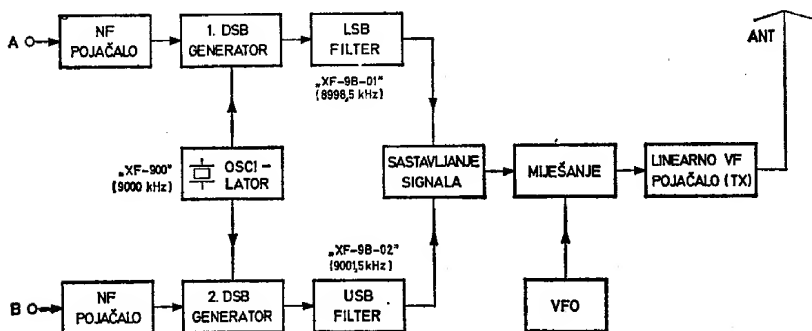 A
NF
POJAČALO
1. DSB
GENERATOR
LSB
FILTER
ANT
„XF-9B-01"
(8998,5 kHz)
„XF-900"
(9000 kHz)
OSCI -
LATOR
SASTAVLJANJE
SIGNALA
MIJEŠANJE
LINEARNO VF
POJAČALO (TX)
„XF-9B-02"
(9001,5kHz)
B
NF
POJAČALO
2. DSB
GENERATOR
USB
FILTER
VFO